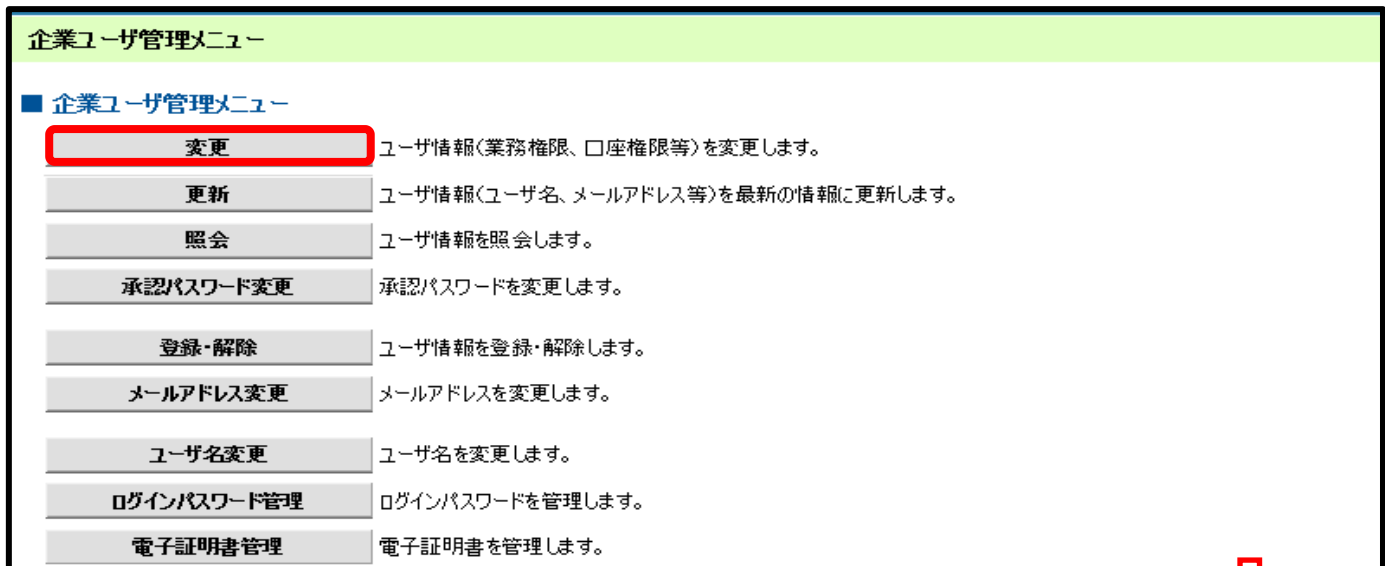 企業ユーザ管理メニュー
■ 企業ユーザ管理メニュー
変更 ユーザ情報(業務権限、口座権限等)を変更します。
更新 ユーザ情報(ユーザ名、メールアドレス等)を最新の情報に更新します。
照会 ユーザ情報を照会します。
承認パスワード変更 承認パスワードを変更します。
登録・解除 ユーザ情報を登録・解除します。
メールアドレス変更 メールアドレスを変更します。
ユーザ名変更 ユーザ名を変更します。
ログインパスワード管理 ログインパスワードを管理します。
電子証明書管理 電子証明書を管理します。